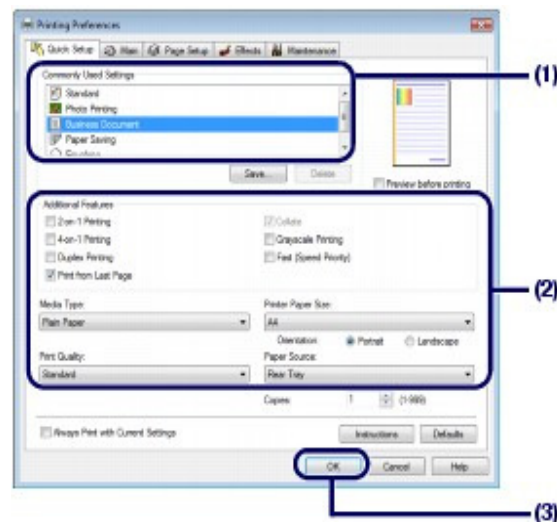 Printing Preferences
Quick Setup Main Page Setup Effects Maintenance
Commonly Used Settings
(1)
Standard
Photo Printing
Business Document
Paper Saving
Envelope
Save... Delete
Preview before printing
Additional Features
2-on-1 Printing Collate
4-on-1 Printing Grayscale Printing
Duplex Printing Fast (Speed Priority)
Print from Last Page
(2)
Media Type: Printer Paper Size:
Plain Paper A4
Orientation: Portrait Landscape
Print Quality: Paper Source:
Standard Rear Tray
Copies: 1 (1-999)
Always Print with Current Settings Instructions Defaults
OK Cancel Help
(3)